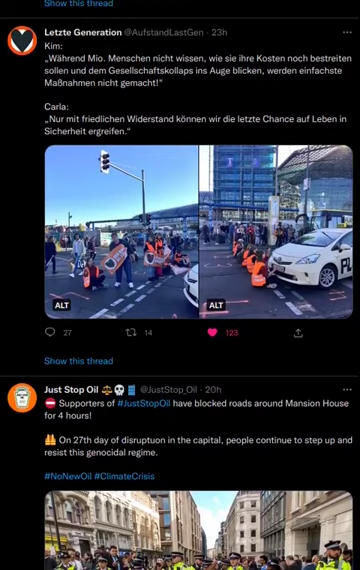 Show this thread
Letzte Generation @AufstandLastGen · 23h
Kim:
„Während Mio. Menschen nicht wissen, wie sie ihre Kosten noch bestreiten
sollen und dem Gesellschaftskollaps ins Auge blicken, werden einfachste
Maßnahmen nicht gemacht!“
Carla:
„Nur mit friedlichen Widerstand können wir die letzte Chance auf Leben in
Sicherheit ergreifen.“
ALT
ALT
27 14 123
Show this thread
Just Stop Oil ⚖️💀🛢 @JustStop_Oil · 20h
⛔ Supporters of #JustStopOil have blocked roads around Mansion House
for 4 hours!
🙌 On 27th day of disruptuon in the capital, people continue to step up and
resist this genocidal regime.
#NoNewOil #ClimateCrisis